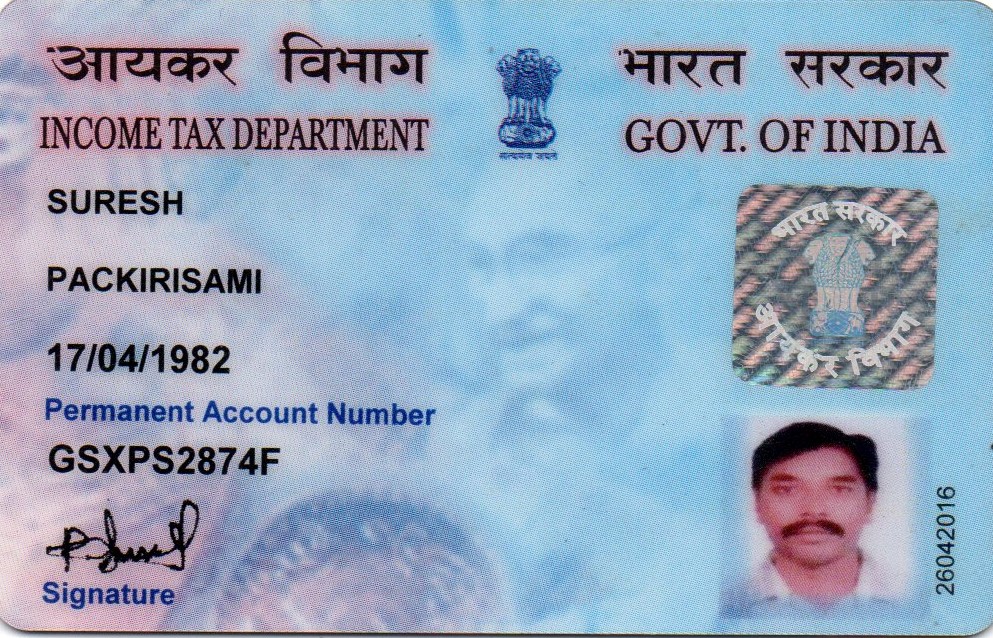 आयकर विभाग
भारत सरकार
INCOME TAX DEPARTMENT
GOVT. OF INDIA
सत्यमेव जयते
SURESH
PACKIRISAMI
17/04/1982
Permanent Account Number
GSXPS2874F
Signature
भारत सरकार
आयकर विभाग
26042016